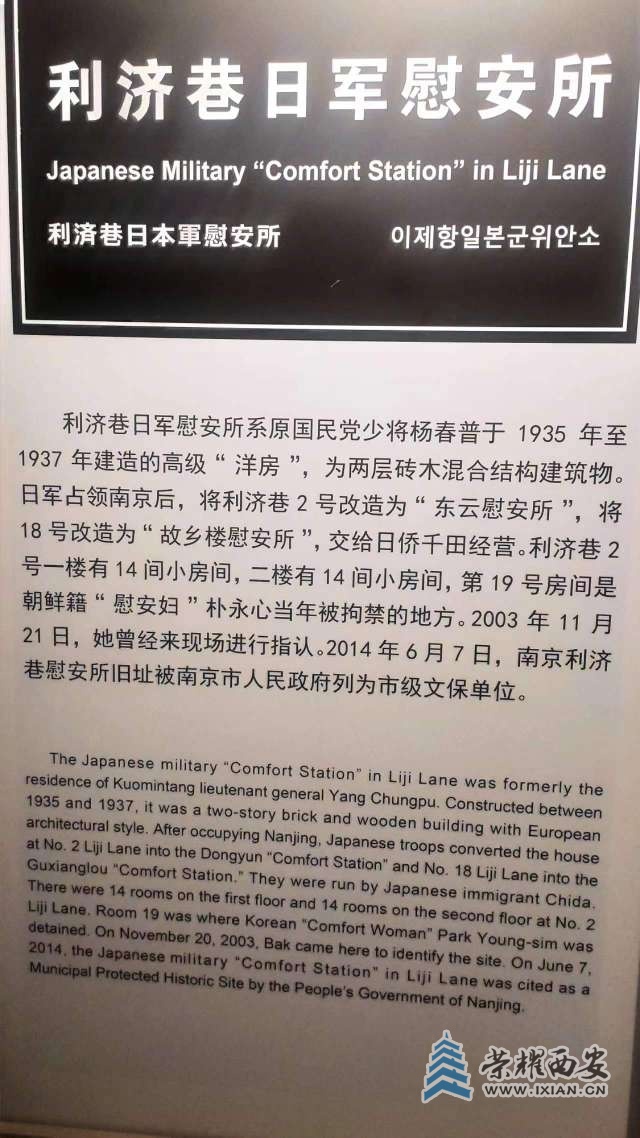 利济巷日军慰安所
Japanese Military “Comfort Station” in Liji Lane
利済巷日本軍慰安所 이제항일본군위안소
利济巷日军慰安所系原国民党少将杨春普于 1935 年至
1937 年建造的高级“洋房”，为两层砖木混合结构建筑物。
日军占领南京后，将利济巷 2 号改造为“东云慰安所”，将
18 号改造为“故乡楼慰安所”，交给日侨千田经营。利济巷 2
号一楼有 14 间小房间，二楼有 14 间小房间，第 19 号房间是
朝鲜籍“慰安妇”朴永心当年被拘禁的地方。2003 年 11 月
21 日，她曾经来现场进行指认。2014 年 6 月 7 日，南京利济
巷慰安所旧址被南京市人民政府列为市级文保单位。
The Japanese military “Comfort Station” in Liji Lane was formerly the
residence of Kuomintang lieutenant general Yang Chungpu. Constructed between
1935 and 1937, it was a two-story brick and wooden building with European
architectural style. After occupying Nanjing, Japanese troops converted the house
at No. 2 Liji Lane into the Dongyun “Comfort Station” and No. 18 Liji Lane into the
Guxianglou “Comfort Station.” They were run by Japanese immigrant Chida.
There were 14 rooms on the first floor and 14 rooms on the second floor at No. 2
Liji Lane. Room 19 was where Korean “Comfort Woman” Park Young-sim was
detained. On November 20, 2003, Bak came here to identify the site. On June 7,
2014, the Japanese military “Comfort Station” in Liji Lane was cited as a
Municipal Protected Historic Site by the People’s Government of Nanjing.
荣耀西安
WWW.IXIAN.CN